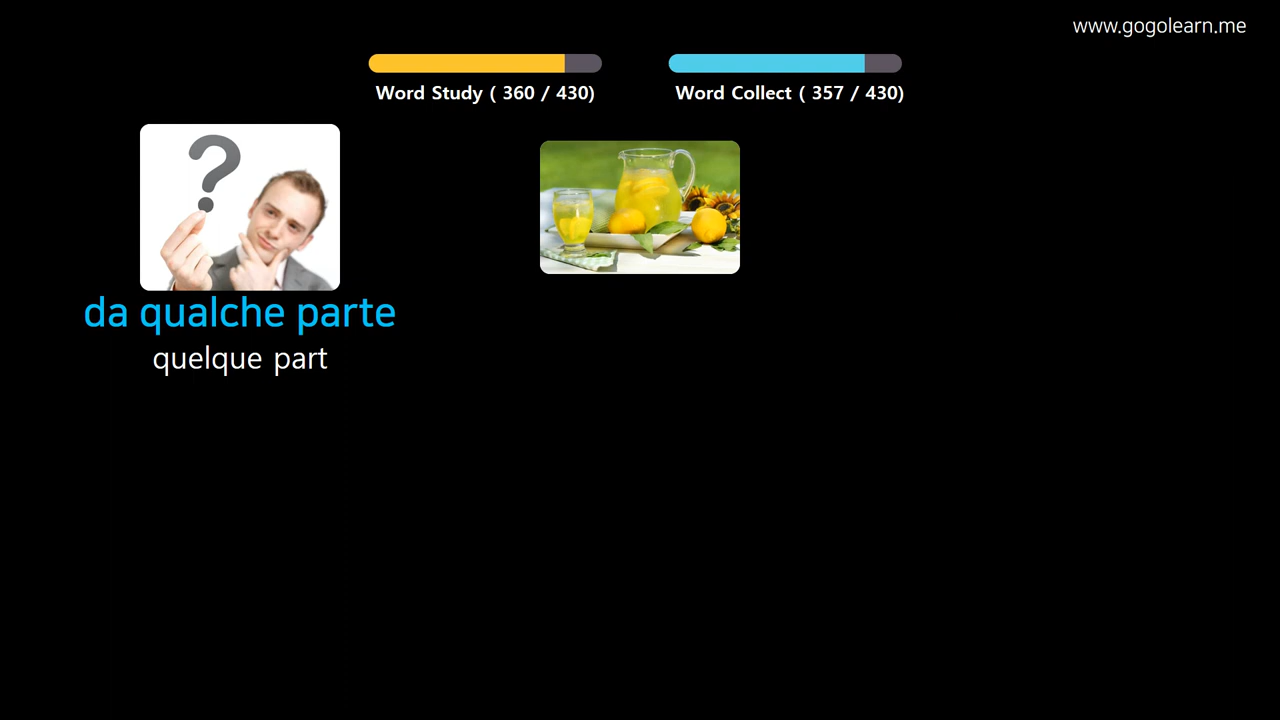 www.gogolearn.me
Word Study ( 360 / 430)
Word Collect ( 357 / 430)
da qualche parte
quelque part